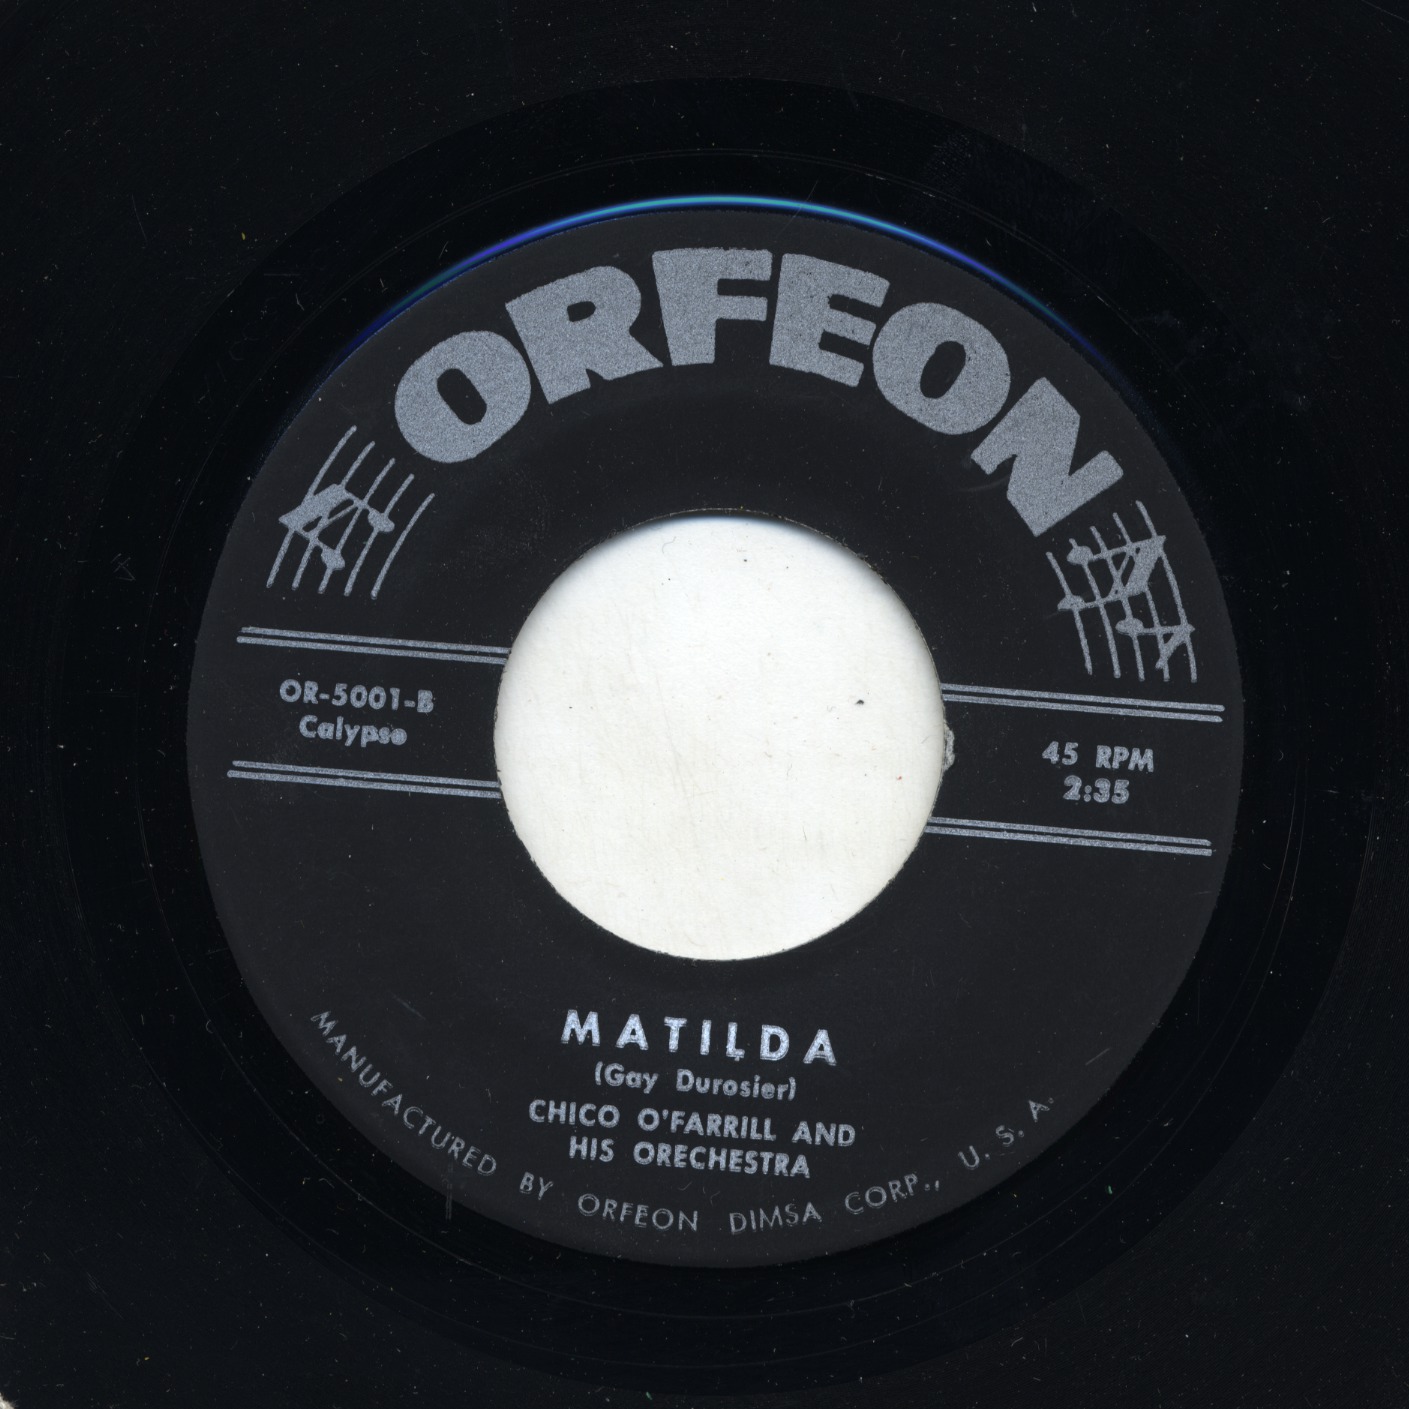 ORFEON
OR-5001-B
Calypso
45 RPM
2:35
MATILDA
(Gay Durosier)
CHICO O'FARRILL AND
HIS ORECHESTRA
MANUFACTURED BY ORFEON DIMSA CORP., U. S. A.